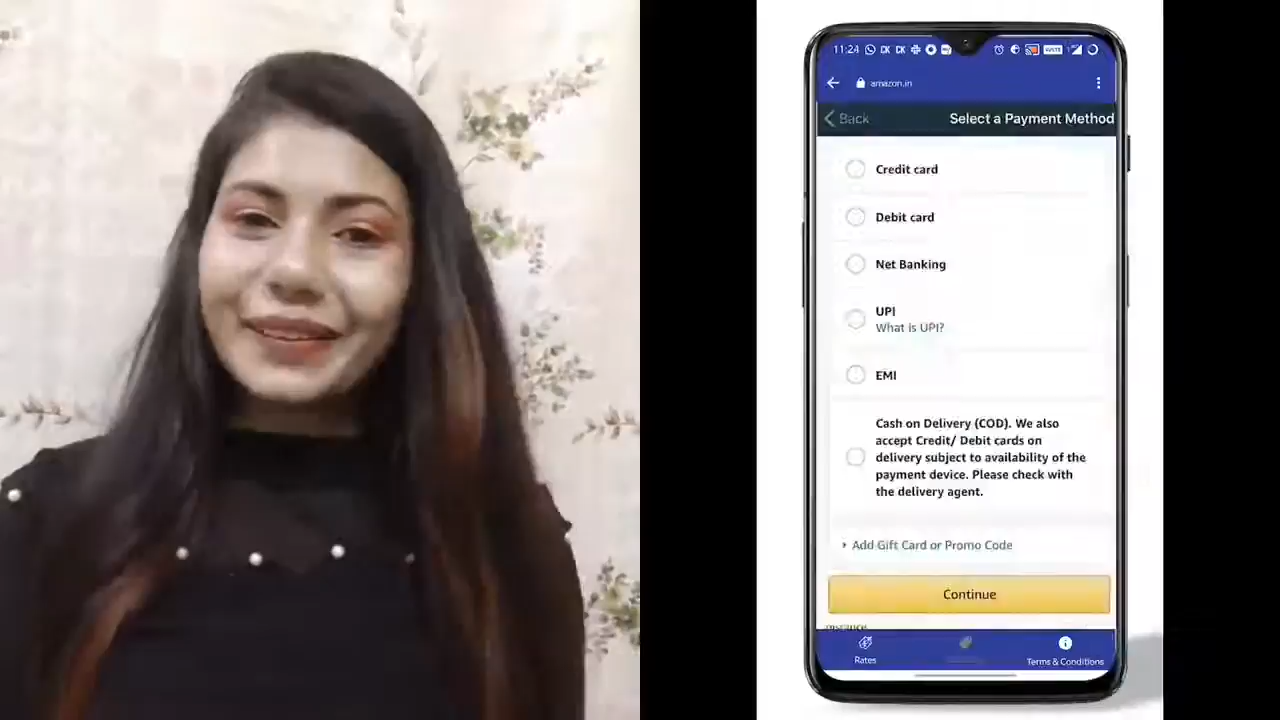 11:24
amazon.in
Back
Select a Payment Method
Credit card
Debit card
Net Banking
UPI
What is UPI?
EMI
Cash on Delivery (COD). We also
accept Credit/ Debit cards on
delivery subject to availability of the
payment device. Please check with
the delivery agent.
Add Gift Card or Promo Code
Continue
Rates
Terms & Conditions